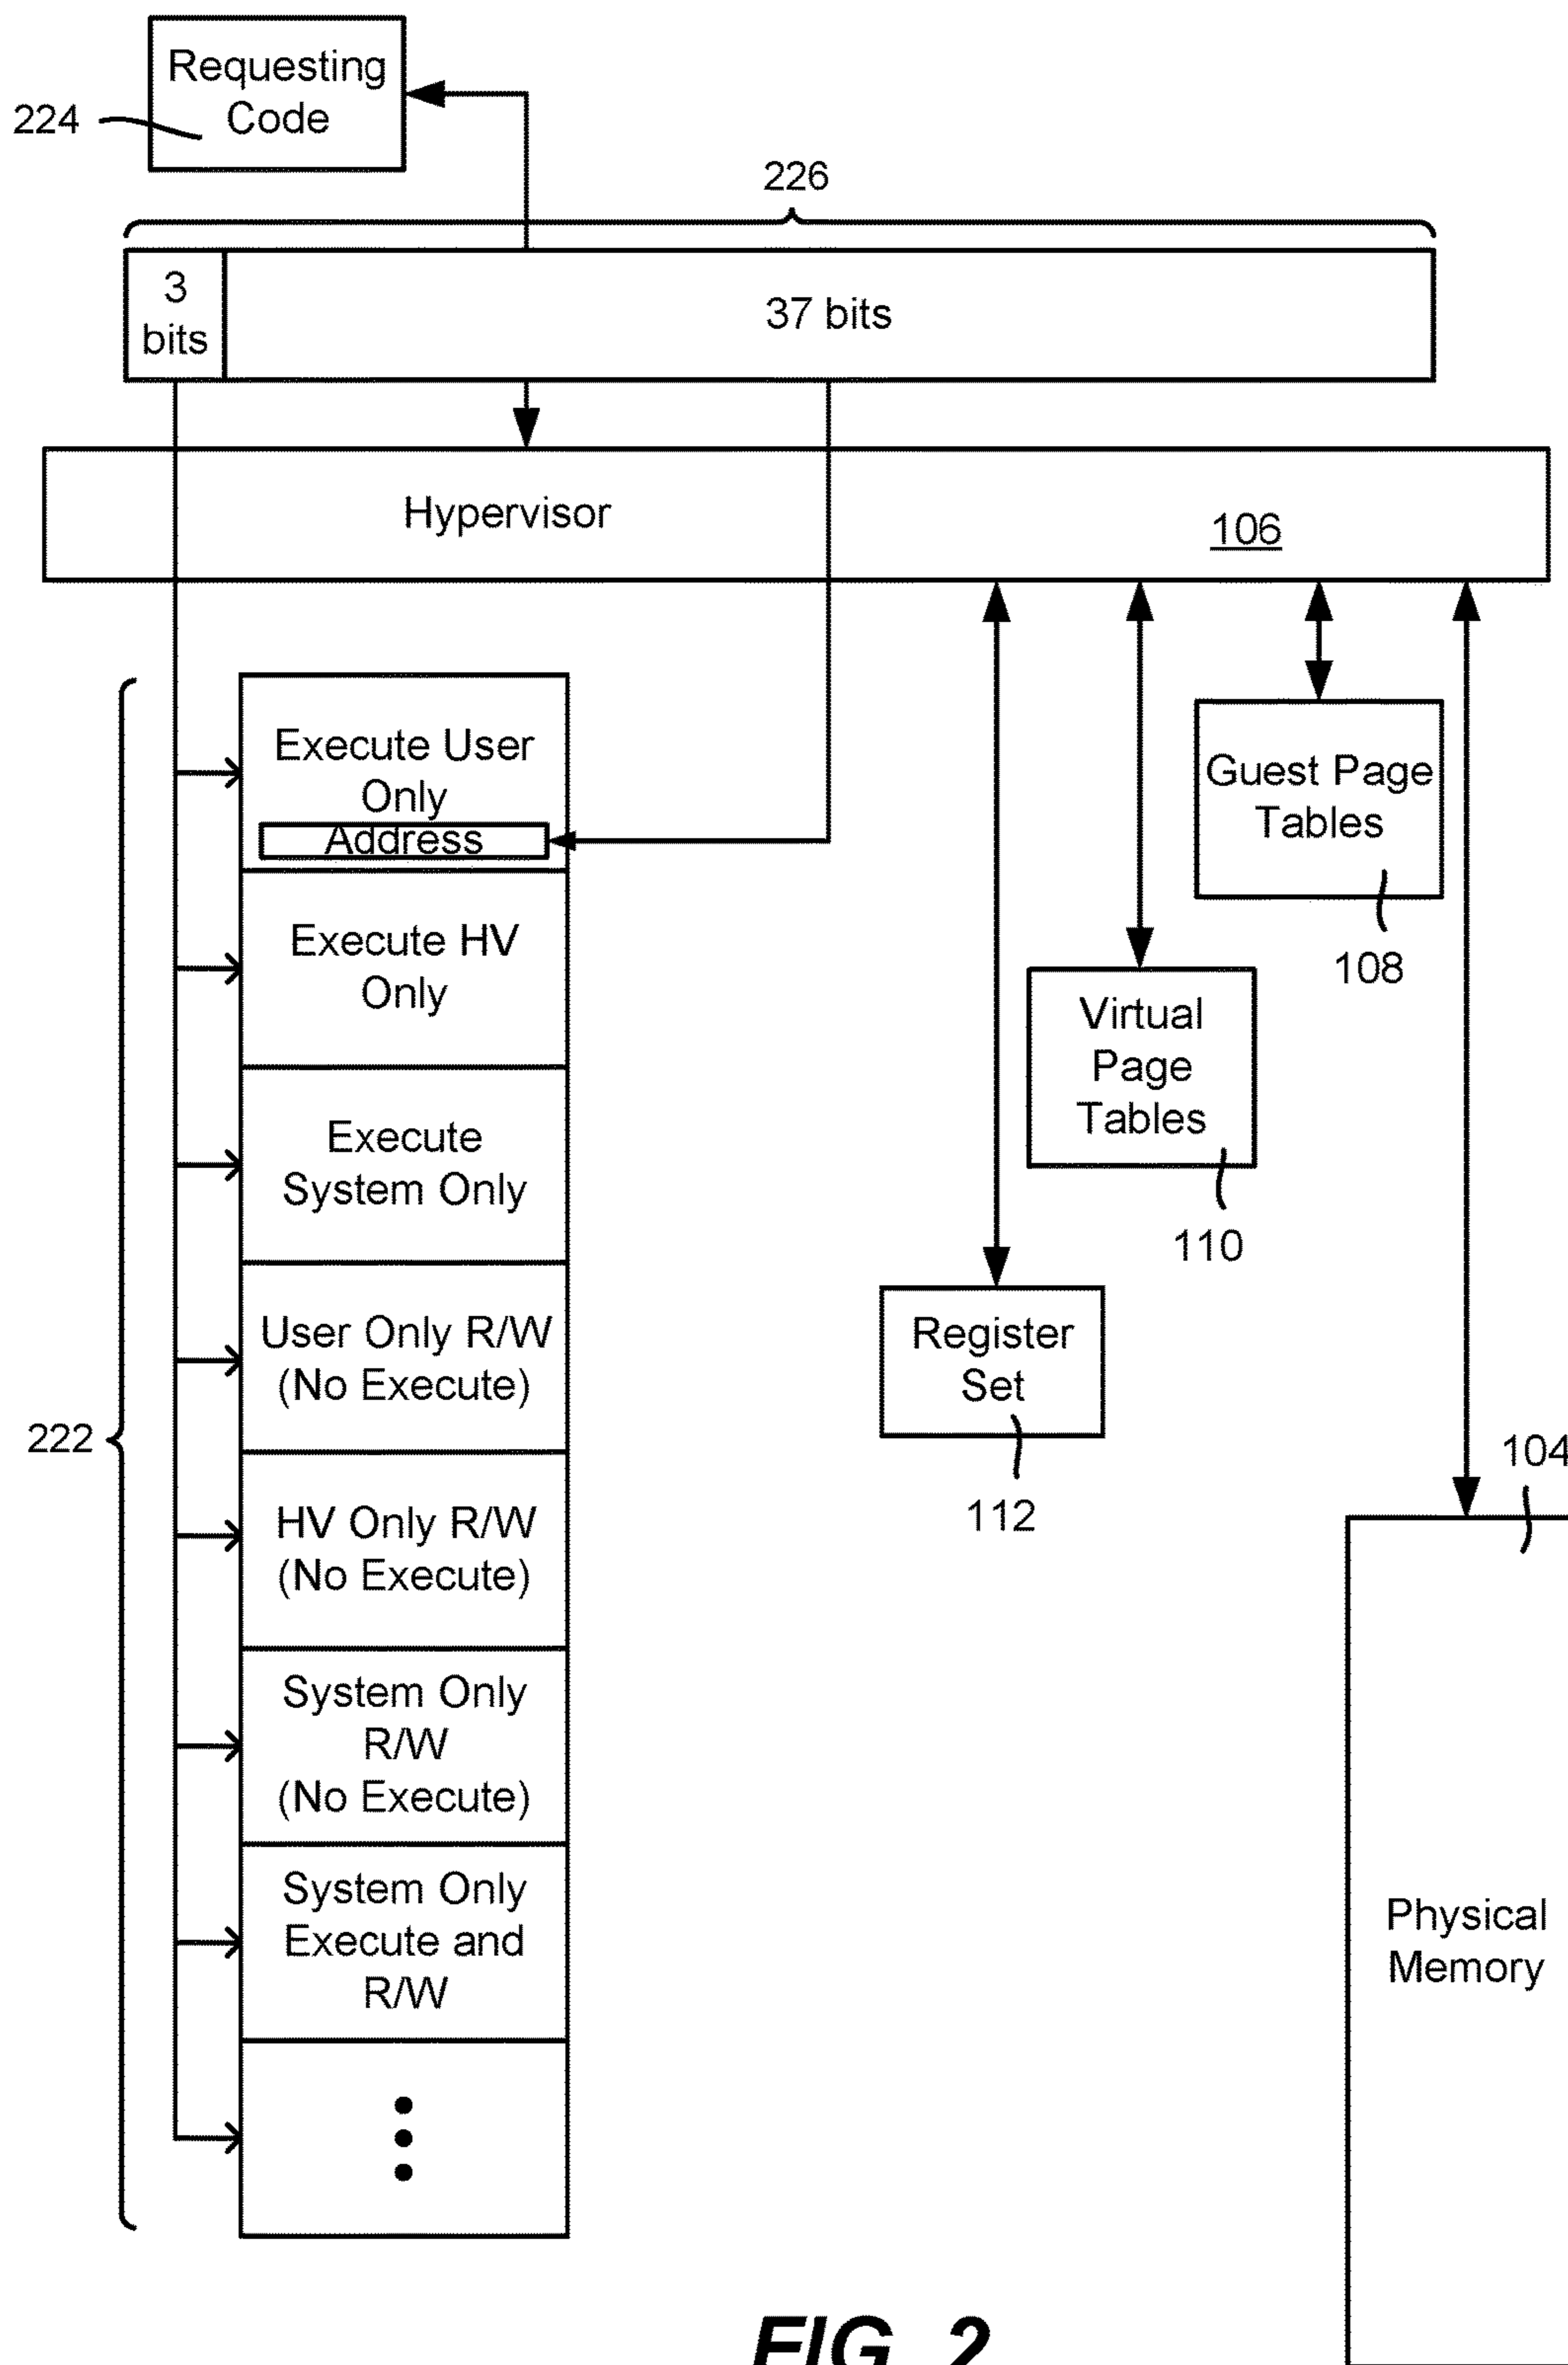 Requesting
Code
224
226
3
bits
37 bits
Hypervisor
106
Execute User
Only
Address
Execute HV
Only
Execute
System Only
User Only R/W
(No Execute)
HV Only R/W
(No Execute)
System Only
R/W
(No Execute)
System Only
Execute and
R/W
222
Guest Page
Tables
108
Virtual
Page
Tables
110
Register
Set
112
104
Physical
Memory
FIG. 2